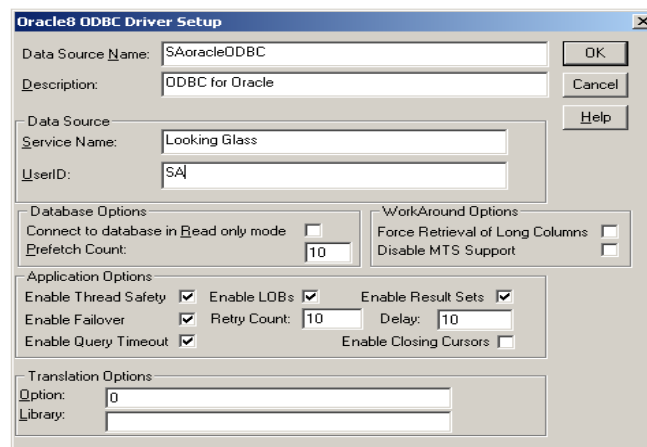 Oracle8 ODBC Driver Setup
Data Source Name: SAoracleODBC
OK
Description: ODBC for Oracle
Cancel
Help
Data Source
Service Name: Looking Glass
UserID: SA
Database Options
Connect to database in Read only mode
Prefetch Count: 10
WorkAround Options
Force Retrieval of Long Columns
Disable MTS Support
Application Options
Enable Thread Safety Enable LOBs Enable Result Sets
Enable Failover Retry Count: 10 Delay: 10
Enable Query Timeout Enable Closing Cursors
Translation Options
Option: 0
Library: